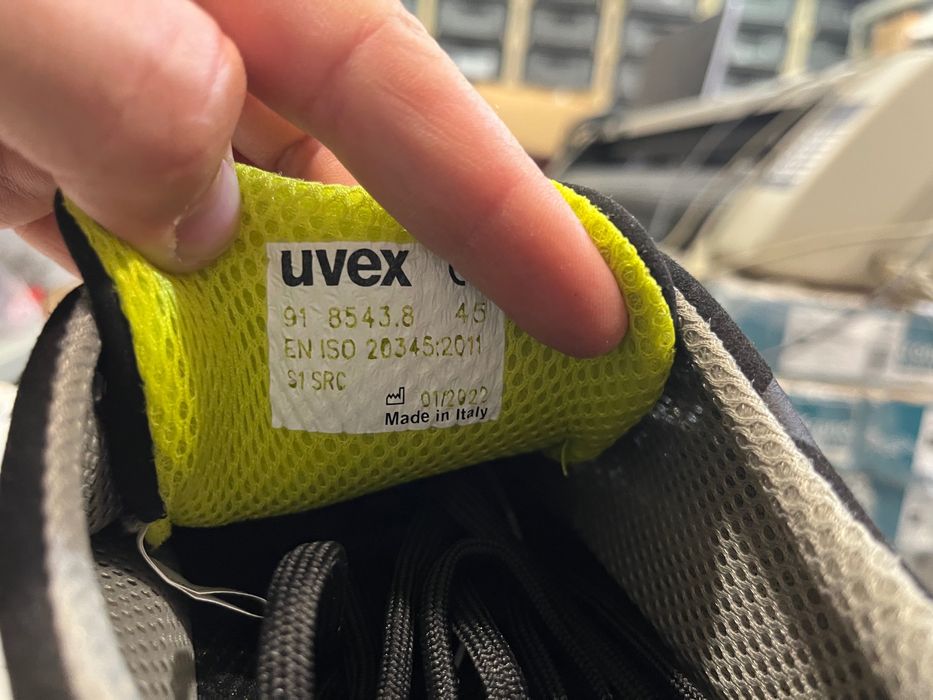 uvex
91 8543.8 45
EN ISO 20345:2011
S1 SRC
01/2022
Made in Italy